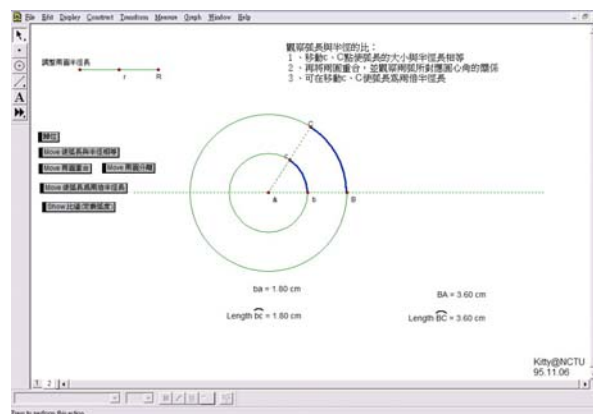 File Edit Display Construct Transform Measure Graph Window Help
觀察弧長與半徑的比：
1、移動c、C點使弧長的大小與半徑長相等
2、再將兩圓重合，並觀察兩弧所對應圓心角的關係
3、可在移動c、C使弧長為兩倍半徑長
調整兩圓半徑長
r R
歸位
Move 使弧長與半徑相等
Move 兩圓重合
Move 兩圓分離
Move 使弧長為兩倍半徑長
C
c
a b B
ba = 1.80 cm
BA = 3.60 cm
Length bc = 1.80 cm
Length BC = 3.60 cm
Kitty@NCTU
95.11.06
1 2